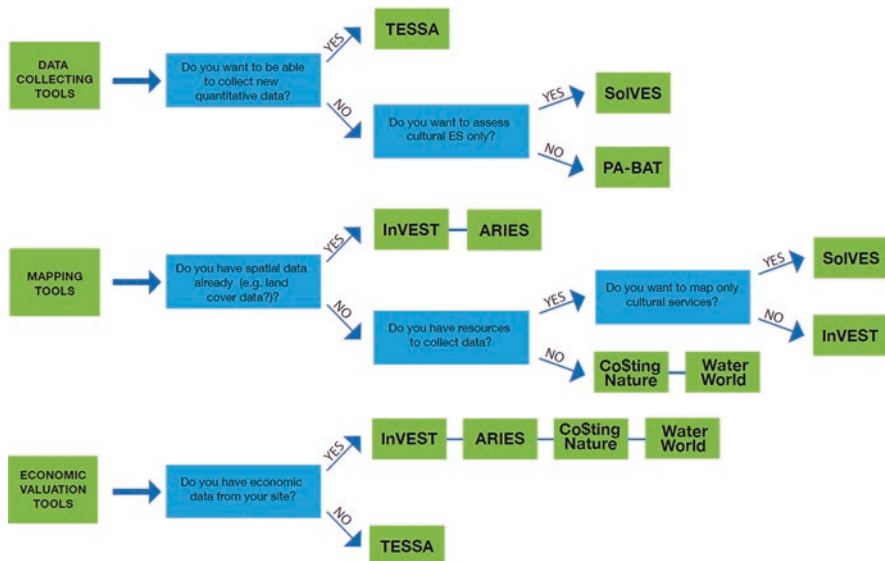 DATA
COLLECTING
TOOLS
Do you want to be able
to collect new
quantitative data?
YES
TESSA
NO
Do you want to assess
cultural ES only?
YES
SolVES
NO
PA-BAT
MAPPING
TOOLS
Do you have spatial data
already (e.g. land
cover data?)?
YES
InVEST
ARIES
NO
Do you have resources
to collect data?
YES
Do you want to map only
cultural services?
YES
SolVES
NO
InVEST
NO
Co$ting
Nature
Water
World
ECONOMIC
VALUATION
TOOLS
Do you have economic
data from your site?
YES
InVEST
ARIES
Co$ting
Nature
Water
World
NO
TESSA